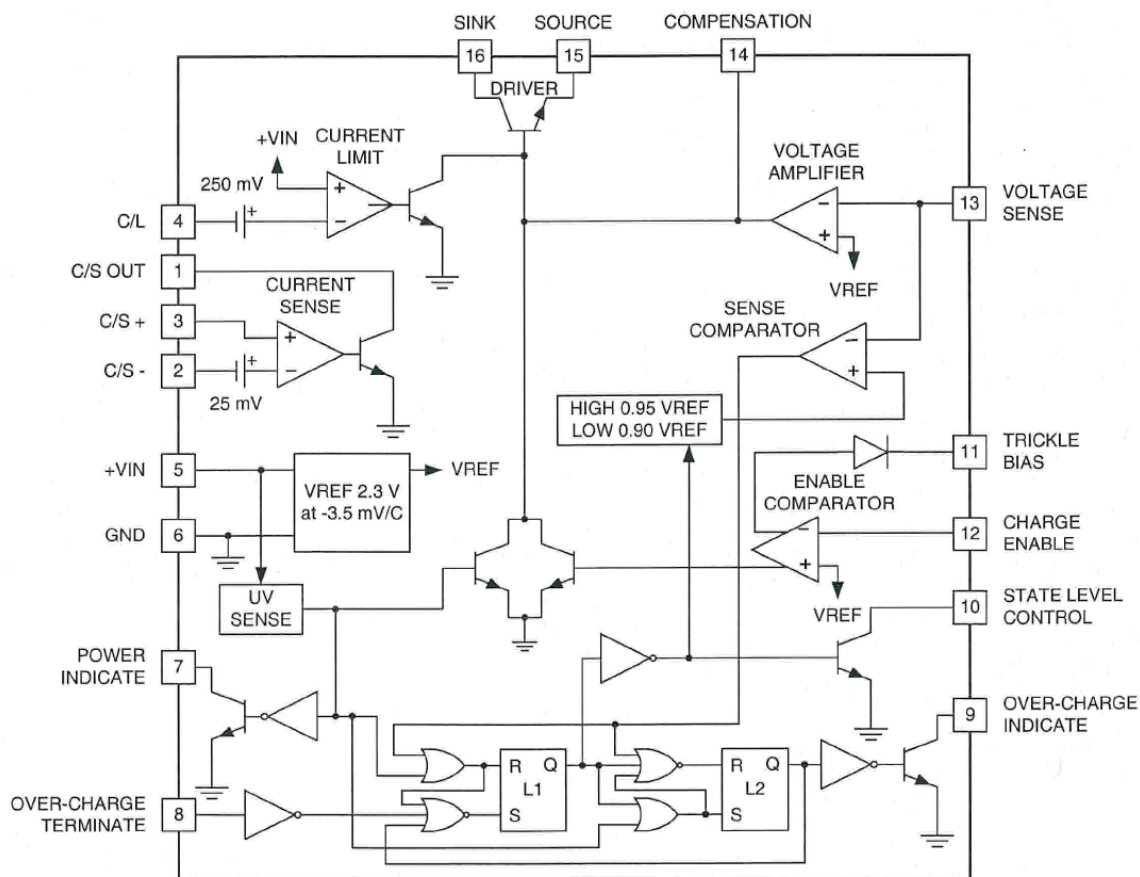 SINK
SOURCE
COMPENSATION
16
15
14
DRIVER
+VIN
CURRENT
LIMIT
VOLTAGE
AMPLIFIER
250 mV
+
+
−
−
+
C/L
4
13
VOLTAGE
SENSE
C/S OUT
1
CURRENT
SENSE
VREF
SENSE
COMPARATOR
C/S +
3
+
−
+
C/S -
2
+
−
25 mV
HIGH 0.95 VREF
LOW 0.90 VREF
11
TRICKLE
BIAS
+VIN
5
VREF
VREF 2.3 V
at -3.5 mV/C
ENABLE
COMPARATOR
GND
6
−
+
12
CHARGE
ENABLE
UV
SENSE
VREF
10
STATE LEVEL
CONTROL
POWER
INDICATE
7
9
OVER-CHARGE
INDICATE
R Q
L1
S
R Q
L2
S
OVER-CHARGE
TERMINATE
8